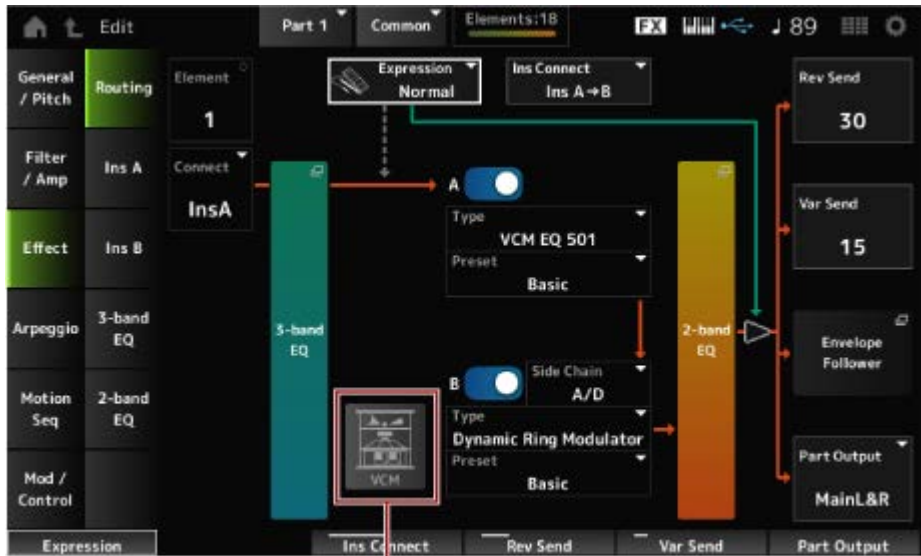 Edit
Part 1
Common
Elements:18
FX
♩ 89
General / Pitch
Filter / Amp
Effect
Arpeggio
Motion Seq
Mod / Control
Routing
Ins A
Ins B
3-band EQ
2-band EQ
Element
1
Connect
InsA
Expression
Normal
Ins Connect
Ins A→B
3-band EQ
A
Type
VCM EQ 501
Preset
Basic
B
Side Chain
A/D
Type
Dynamic Ring Modulator
Preset
Basic
VCM
2-band EQ
Rev Send
30
Var Send
15
Envelope Follower
Part Output
MainL&R
Expression
Ins Connect
Rev Send
Var Send
Part Output